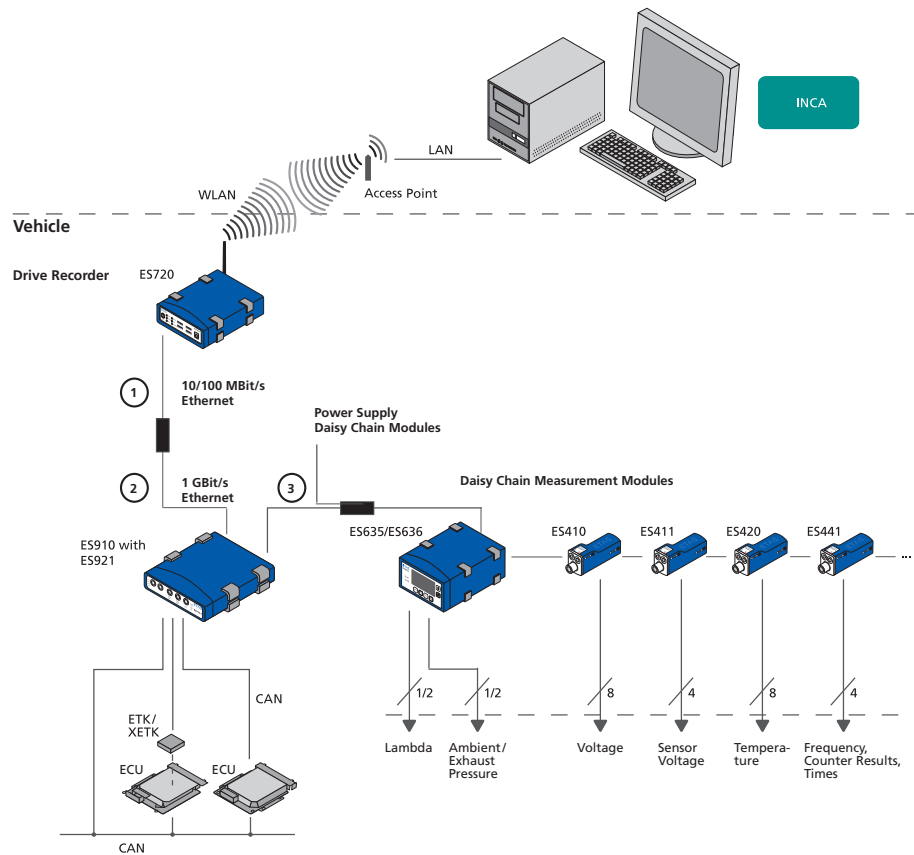 INCA
LAN
Access Point
WLAN
Vehicle
Drive Recorder
ES720
1
10/100 MBit/s
Ethernet
Power Supply
Daisy Chain Modules
2
1 GBit/s
Ethernet
3
Daisy Chain Measurement Modules
ES910 with
ES921
ES635/ES636
ES410
ES411
ES420
ES441
...
CAN
1/2
1/2
8
4
8
4
ETK/
XETK
ECU
ECU
Lambda
Ambient/
Exhaust
Pressure
Voltage
Sensor
Voltage
Tempera-
ture
Frequency,
Counter Results,
Times
CAN